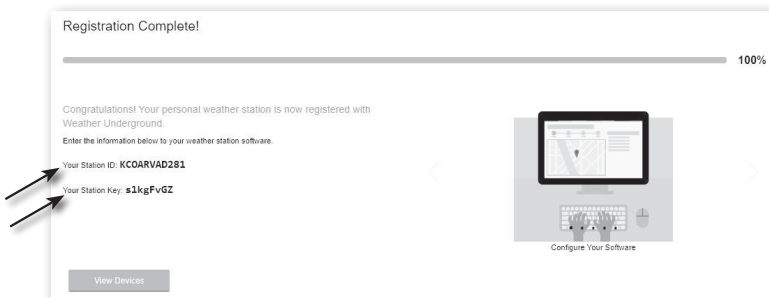 Registration Complete!
100%
Congratulations! Your personal weather station is now registered with
Weather Underground.
Enter the information below to your weather station software.
Your Station ID: KCOARVAD281
Your Station Key: s1kgFvGZ
Configure Your Software
View Devices